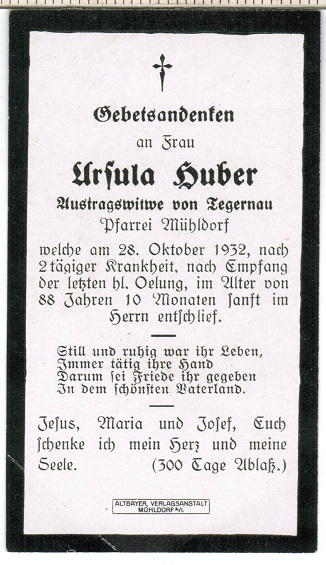 Gebetsandenken
an Frau
Ursula Huber
Austragswitwe von Tegernau
Pfarrei Mühldorf
welche am 28. Oktober 1932, nach
2 tägiger Krankheit, nach Empfang
der letzten hl. Oelung, im Alter von
88 Jahren 10 Monaten sanft im
Herrn entschlief.
Still und ruhig war ihr Leben,
Immer tätig ihre Hand
Darum sei Friede ihr gegeben
In dem schönsten Vaterland.
Jesus, Maria und Josef, Euch
schenke ich mein Herz und meine
Seele. (300 Tage Ablaß.)
ALTBAYER. VERLAGSANSTALT
MÜHLDORF a/I.